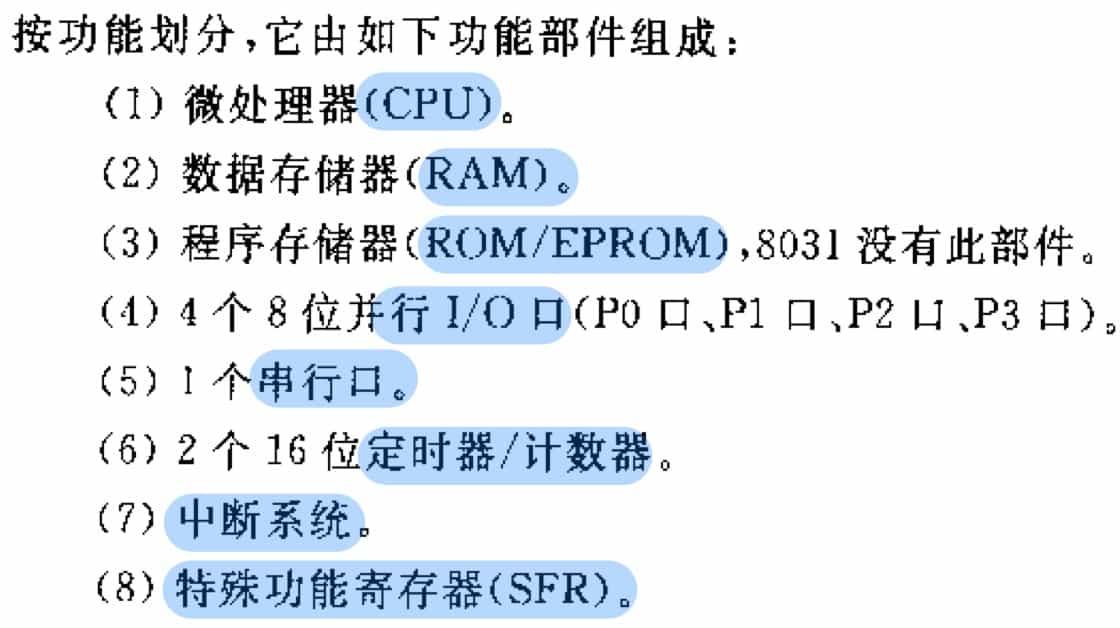 按功能划分,它由如下功能部件组成:
(1) 微处理器(CPU)。
(2) 数据存储器(RAM)。
(3) 程序存储器(ROM/EPROM),8031 没有此部件。
(4) 4 个 8 位并行 I/O 口(P0 口、P1 口、P2 口、P3 口)。
(5) 1 个串行口。
(6) 2 个 16 位定时器/计数器。
(7) 中断系统。
(8) 特殊功能寄存器(SFR)。